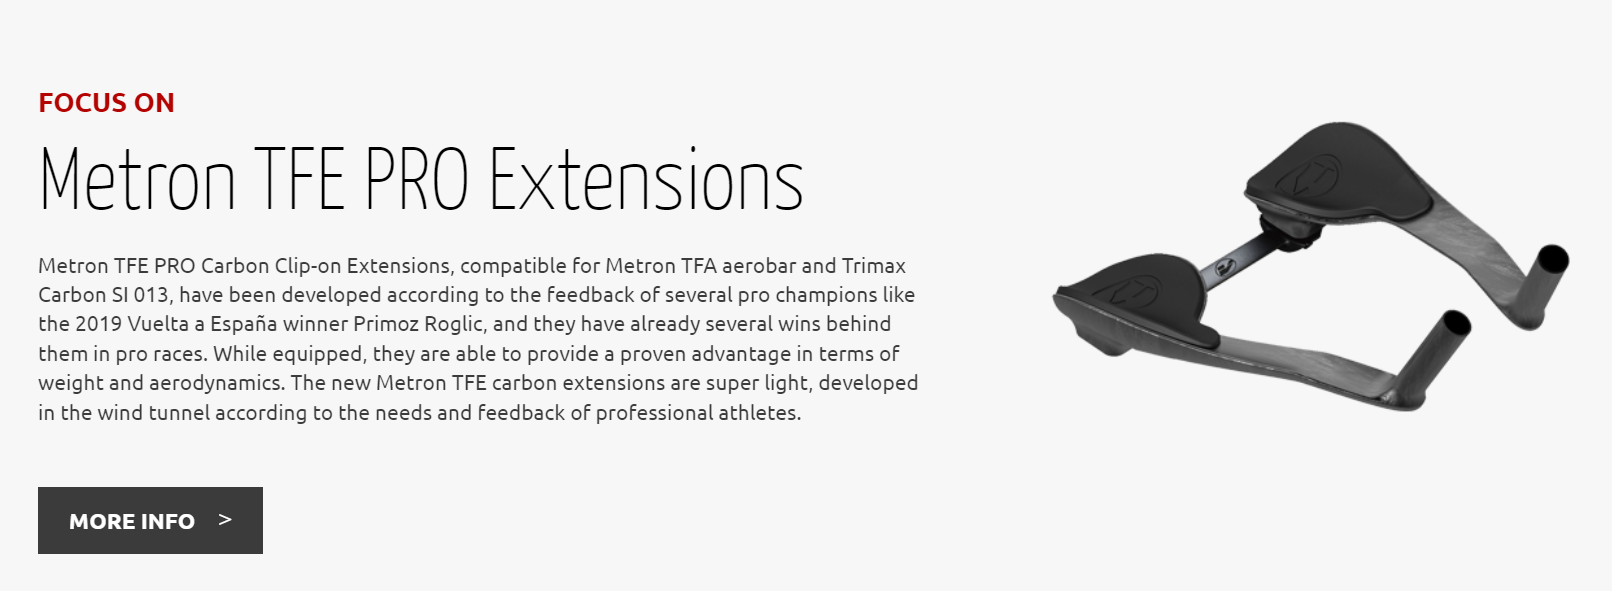 FOCUS ON
Metron TFE PRO Extensions
Metron TFE PRO Carbon Clip-on Extensions, compatible for Metron TFA aerobar and Trimax
Carbon SI 013, have been developed according to the feedback of several pro champions like
the 2019 Vuelta a España winner Primoz Roglic, and they have already several wins behind
them in pro races. While equipped, they are able to provide a proven advantage in terms of
weight and aerodynamics. The new Metron TFE carbon extensions are super light, developed
in the wind tunnel according to the needs and feedback of professional athletes.
MORE INFO >